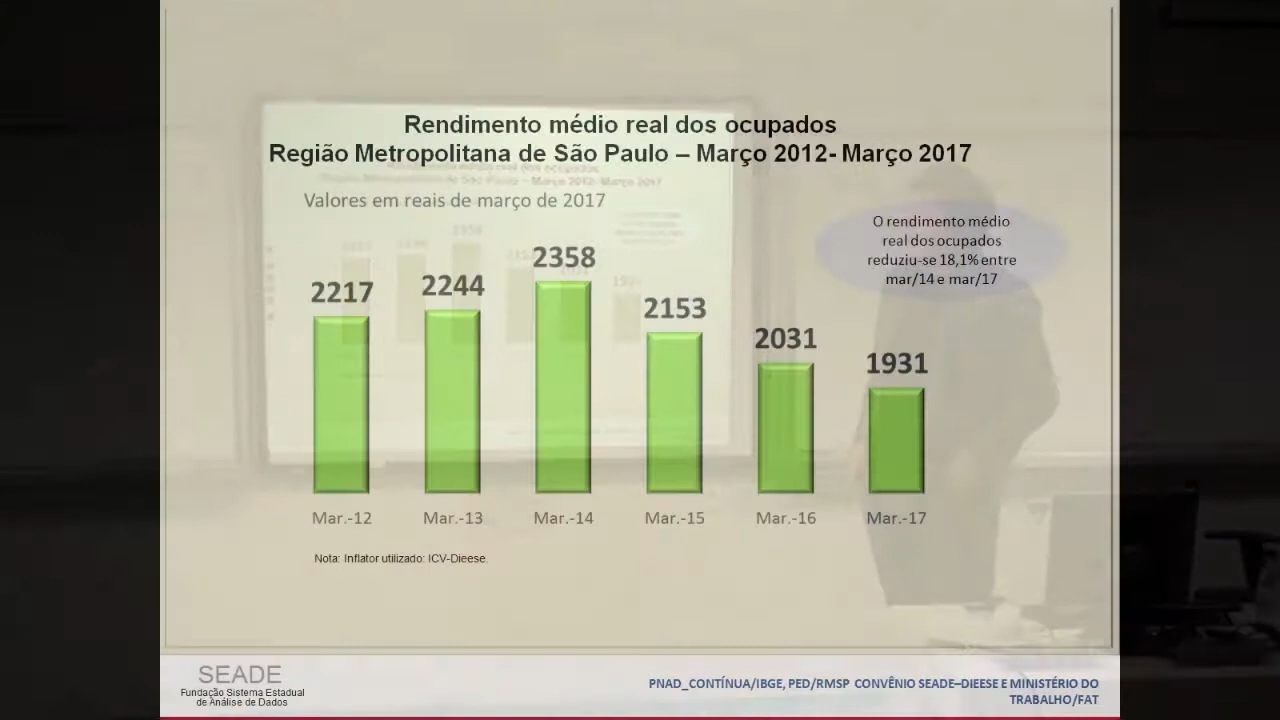 Rendimento médio real dos ocupados
Região Metropolitana de São Paulo – Março 2012- Março 2017
Valores em reais de março de 2017
O rendimento médio
real dos ocupados
reduziu-se 18,1% entre
mar/14 e mar/17
2217
2244
2358
2153
2031
1931
Mar.-12
Mar.-13
Mar.-14
Mar.-15
Mar.-16
Mar.-17
Nota: Inflator utilizado: ICV-Dieese.
SEADE
Fundação Sistema Estadual
de Análise de Dados
PNAD_CONTÍNUA/IBGE, PED/RMSP CONVÊNIO SEADE–DIEESE E MINISTÉRIO DO
TRABALHO/FAT